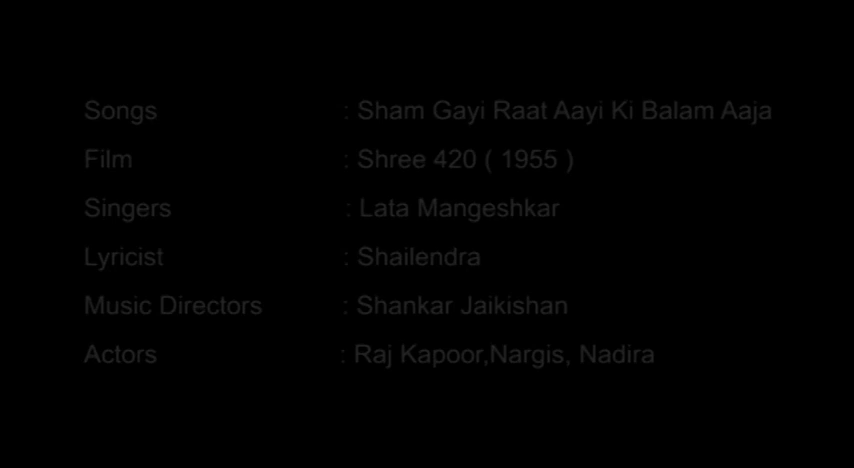 Songs : Sham Gayi Raat Aayi Ki Balam Aaja
Film : Shree 420 ( 1955 )
Singers : Lata Mangeshkar
Lyricist : Shailendra
Music Directors : Shankar Jaikishan
Actors : Raj Kapoor,Nargis, Nadira